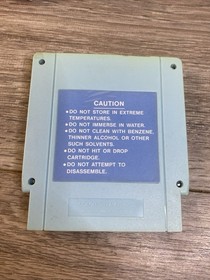 CAUTION
•DO NOT STORE IN EXTREME
TEMPERATURES.
•DO NOT IMMERSE IN WATER.
•DO NOT CLEAN WITH BENZENE,
THINNER ALCOHOL OR OTHER
SUCH SOLVENTS.
•DO NOT HIT OR DROP
CARTRIDGE.
•DO NOT ATTEMPT TO
DISASSEMBLE.